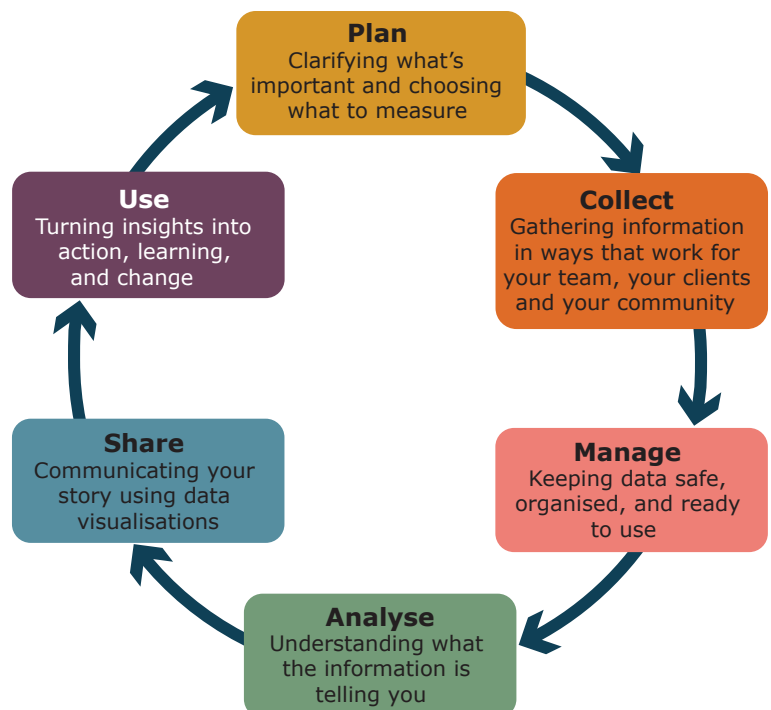 Plan
Clarifying what’s
important and choosing
what to measure
Collect
Gathering information
in ways that work for
your team, your clients
and your community
Manage
Keeping data safe,
organised, and ready
to use
Analyse
Understanding what
the information is
telling you
Share
Communicating your
story using data
visualisations
Use
Turning insights into
action, learning,
and change